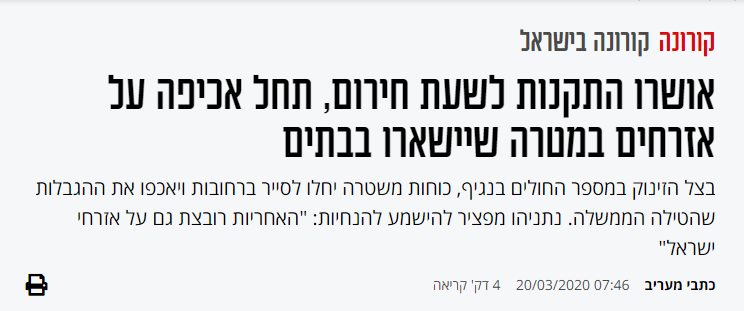 קורונה קורונה בישראל
אושרו התקנות לשעת חירום, תחל אכיפה על
אזרחים במטרה שיישארו בבתים
בצל הזינוק במספר החולים בנגיף, כוחות משטרה יחלו לסייר ברחובות ויאכפו את ההגבלות
שהטילה הממשלה. נתניהו מפציר להישמע להנחיות: "האחריות רובצת גם על אזרחי
ישראל"
כתבי מעריב 07:46 20/03/2020 4 דק' קריאה